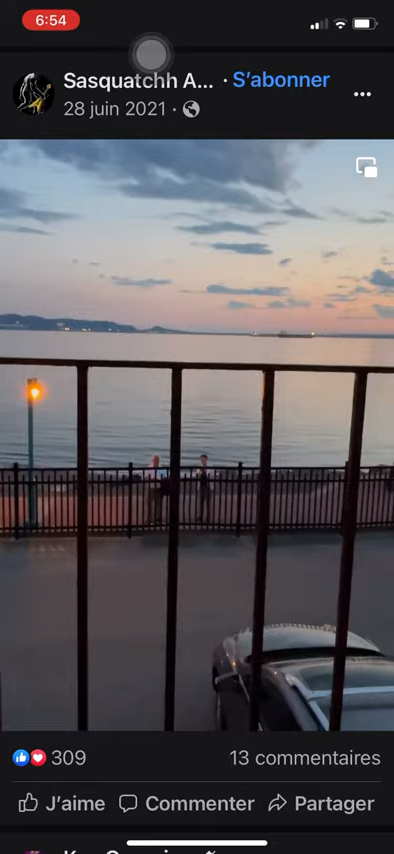 6:54
Sasquatchh A... · S'abonner
28 juin 2021 ·
309
13 commentaires
J'aime
Commenter
Partager